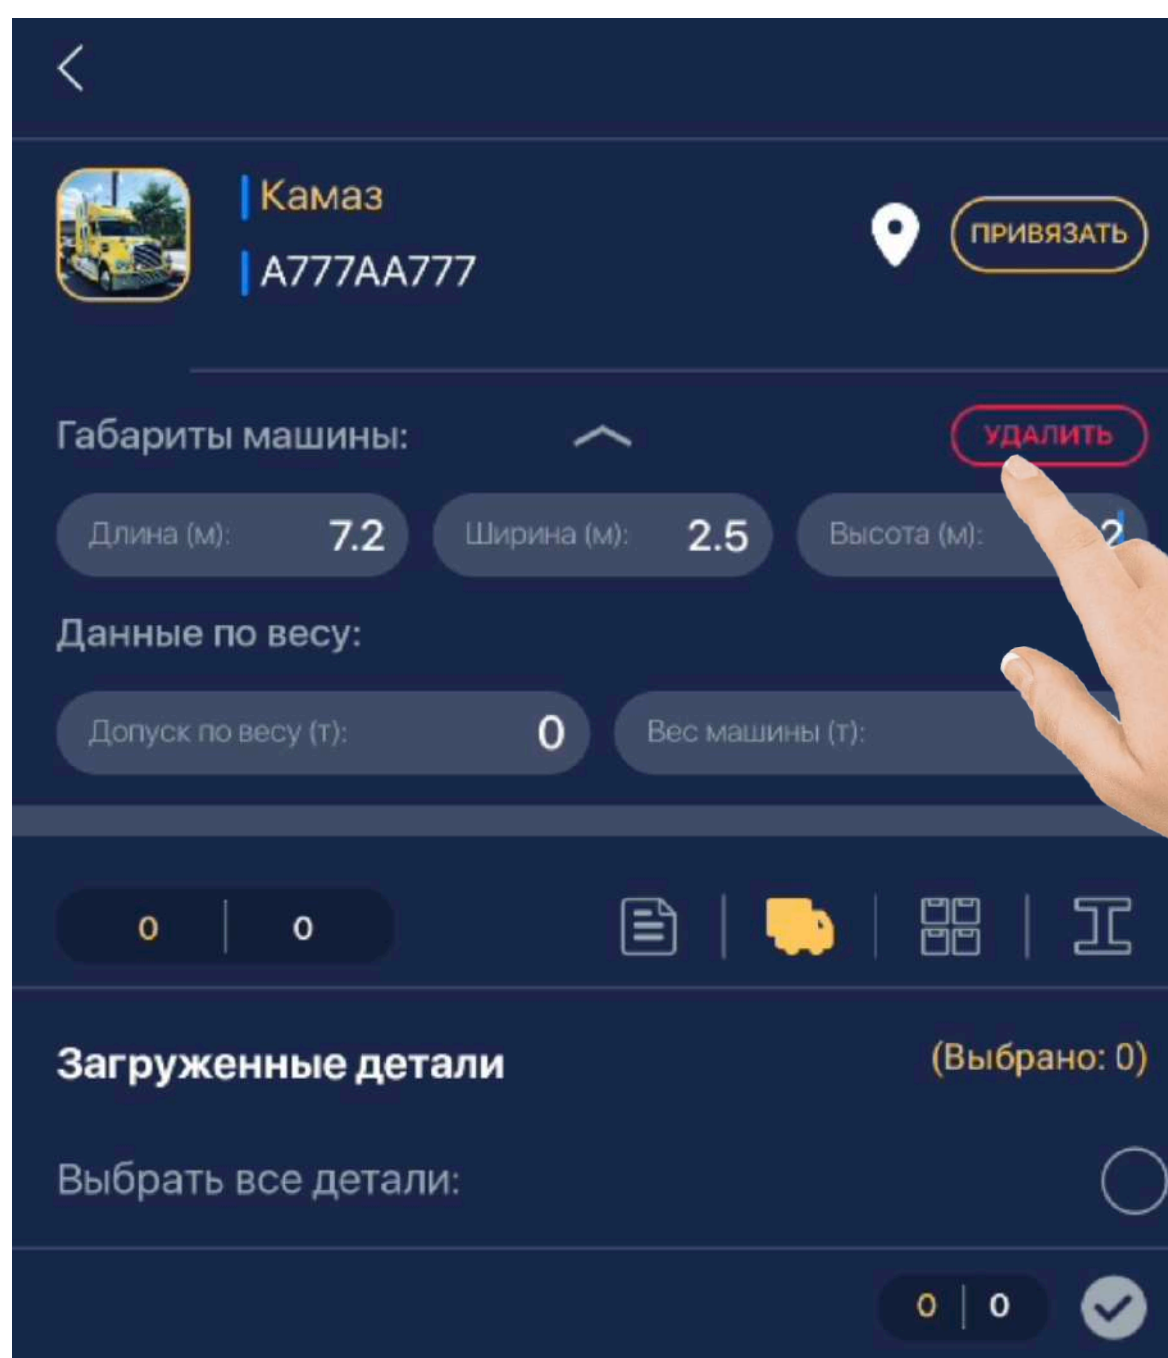 Камаз
А777АА777
ПРИВЯЗАТЬ
Габариты машины:
УДАЛИТЬ
Длина (м): 7.2 Ширина (м): 2.5 Высота (м): 2
Данные по весу:
Допуск по весу (т): 0 Вес машины (т):
0 0
Загруженные детали (Выбрано: 0)
Выбрать все детали:
0 0